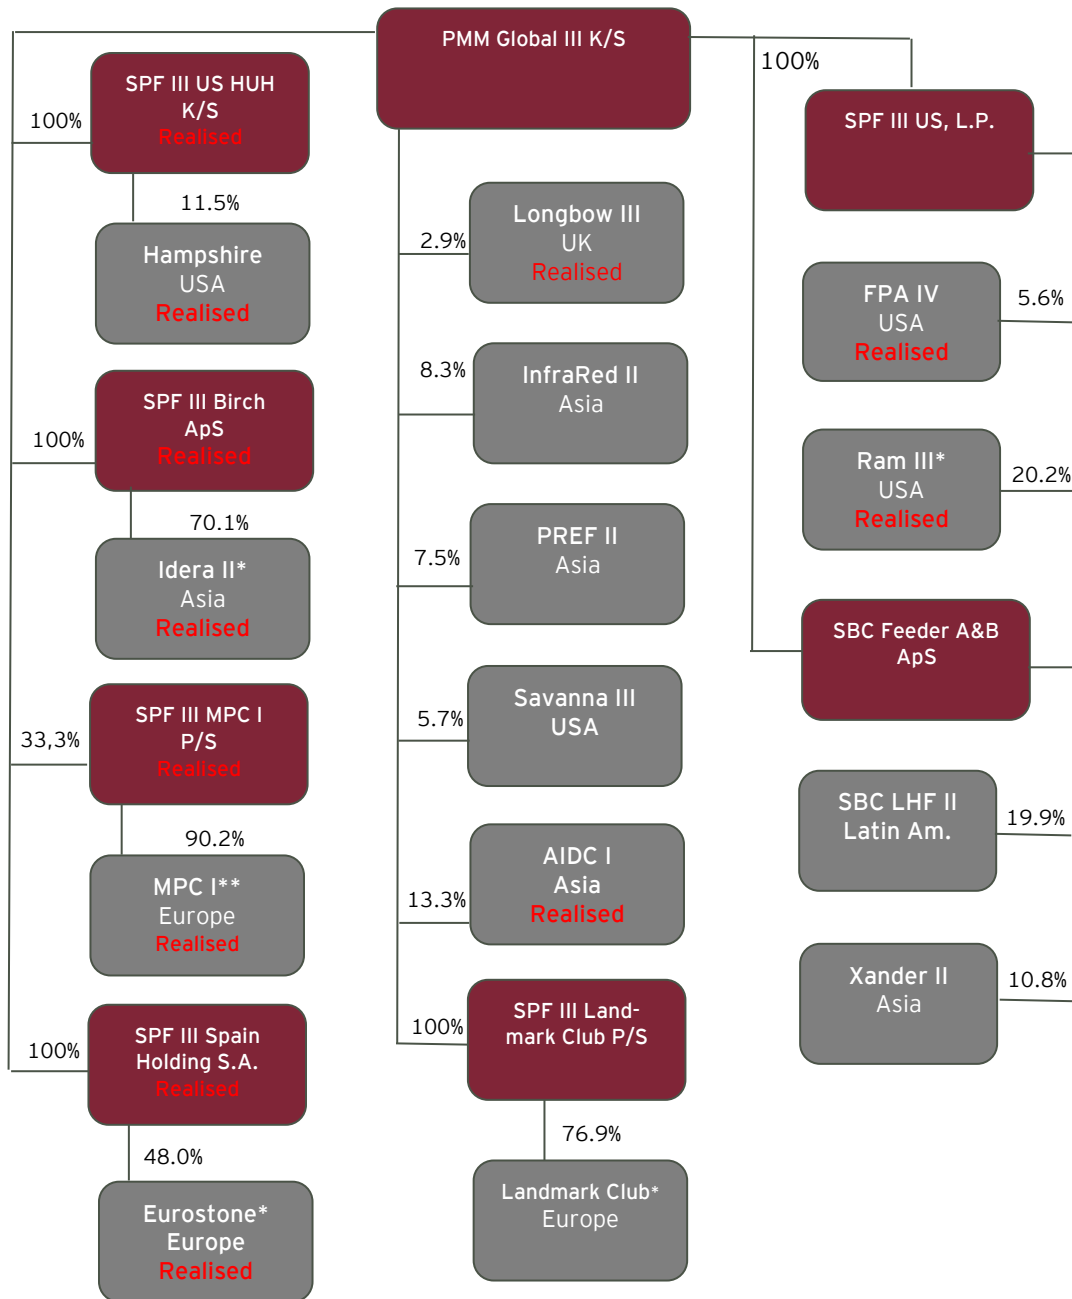 PMM Global III K/S
100%
SPF III US HUH
K/S
Realised
100%
11.5%
Hampshire
USA
Realised
SPF III Birch
ApS
Realised
100%
70.1%
Idera II*
Asia
Realised
SPF III MPC I
P/S
Realised
33,3%
90.2%
MPC I**
Europe
Realised
SPF III Spain
Holding S.A.
Realised
100%
48.0%
Eurostone*
Europe
Realised
Longbow III
UK
Realised
2.9%
InfraRed II
Asia
8.3%
PREF II
Asia
7.5%
Savanna III
USA
5.7%
AIDC I
Asia
Realised
13.3%
SPF III Land-
mark Club P/S
100%
76.9%
Landmark Club*
Europe
SPF III US, L.P.
FPA IV
USA
Realised
5.6%
Ram III*
USA
Realised
20.2%
SBC Feeder A&B
ApS
SBC LHF II
Latin Am.
19.9%
Xander II
Asia
10.8%